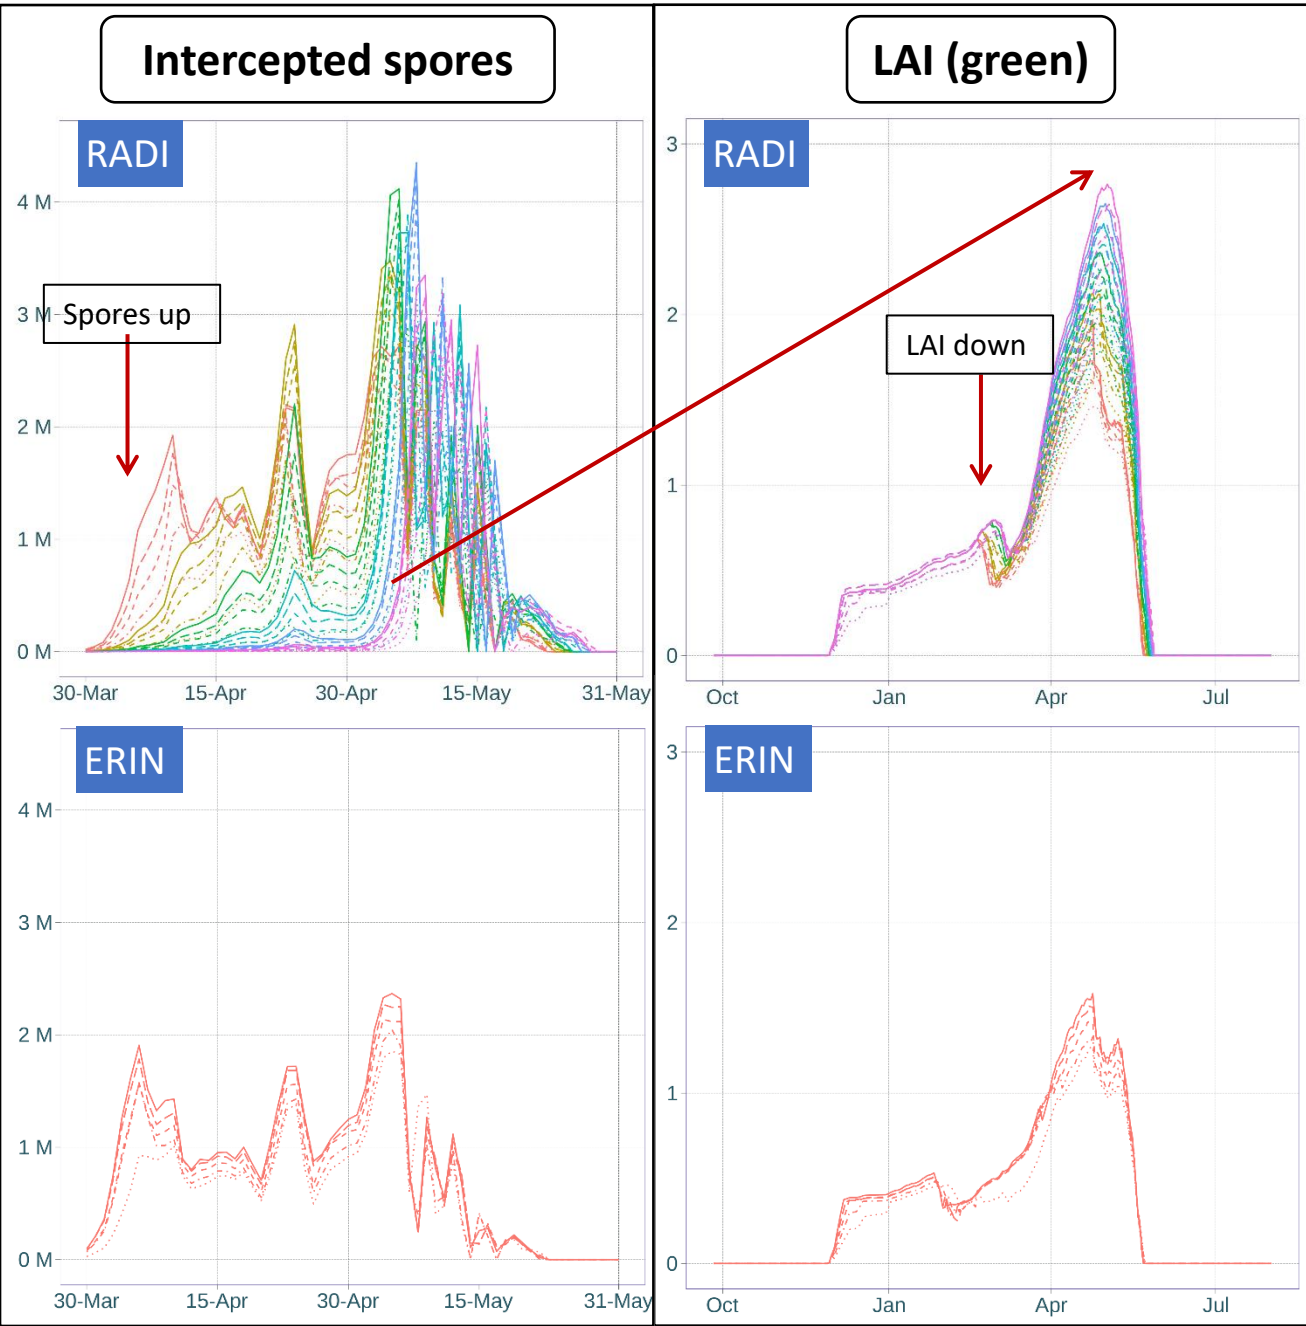 Intercepted spores
LAI (green)
RADI
4 M
3 M
2 M
1 M
0 M
Spores up
30-Mar
15-Apr
30-Apr
15-May
31-May
RADI
3
2
1
0
LAI down
Oct
Jan
Apr
Jul
ERIN
4 M
3 M
2 M
1 M
0 M
30-Mar
15-Apr
30-Apr
15-May
31-May
ERIN
3
2
1
0
Oct
Jan
Apr
Jul